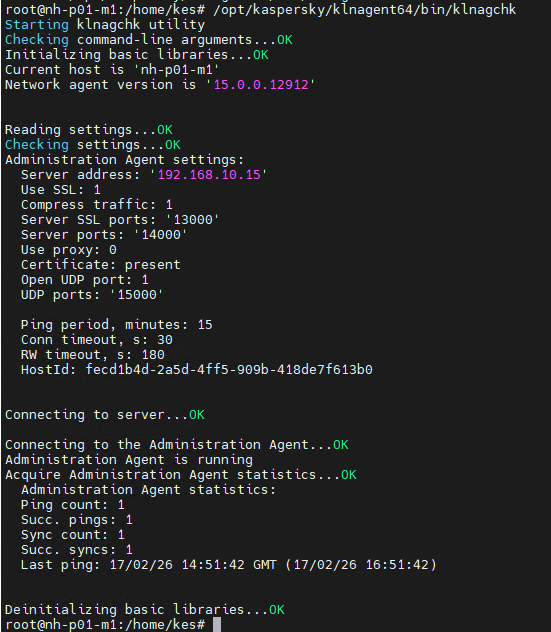 root@nh-p01-m1:/home/kes# /opt/kaspersky/klnagent64/bin/klnagchk
Starting klnagchk utility
Checking command-line arguments...OK
Initializing basic libraries...OK
Current host is 'nh-p01-m1'
Network agent version is '15.0.0.12912'
Reading settings...OK
Checking settings...OK
Administration Agent settings:
Server address: '192.168.10.15'
Use SSL: 1
Compress traffic: 1
Server SSL ports: '13000'
Server ports: '14000'
Use proxy: 0
Certificate: present
Open UDP port: 1
UDP ports: '15000'
Ping period, minutes: 15
Conn timeout, s: 30
RW timeout, s: 180
HostId: fecd1b4d-2a5d-4ff5-909b-418de7f613b0
Connecting to server...OK
Connecting to the Administration Agent...OK
Administration Agent is running
Acquire Administration Agent statistics...OK
Administration Agent statistics:
Ping count: 1
Succ. pings: 1
Sync count: 1
Succ. syncs: 1
Last ping: 17/02/26 14:51:42 GMT (17/02/26 16:51:42)
Deinitializing basic libraries...OK
root@nh-p01-m1:/home/kes#